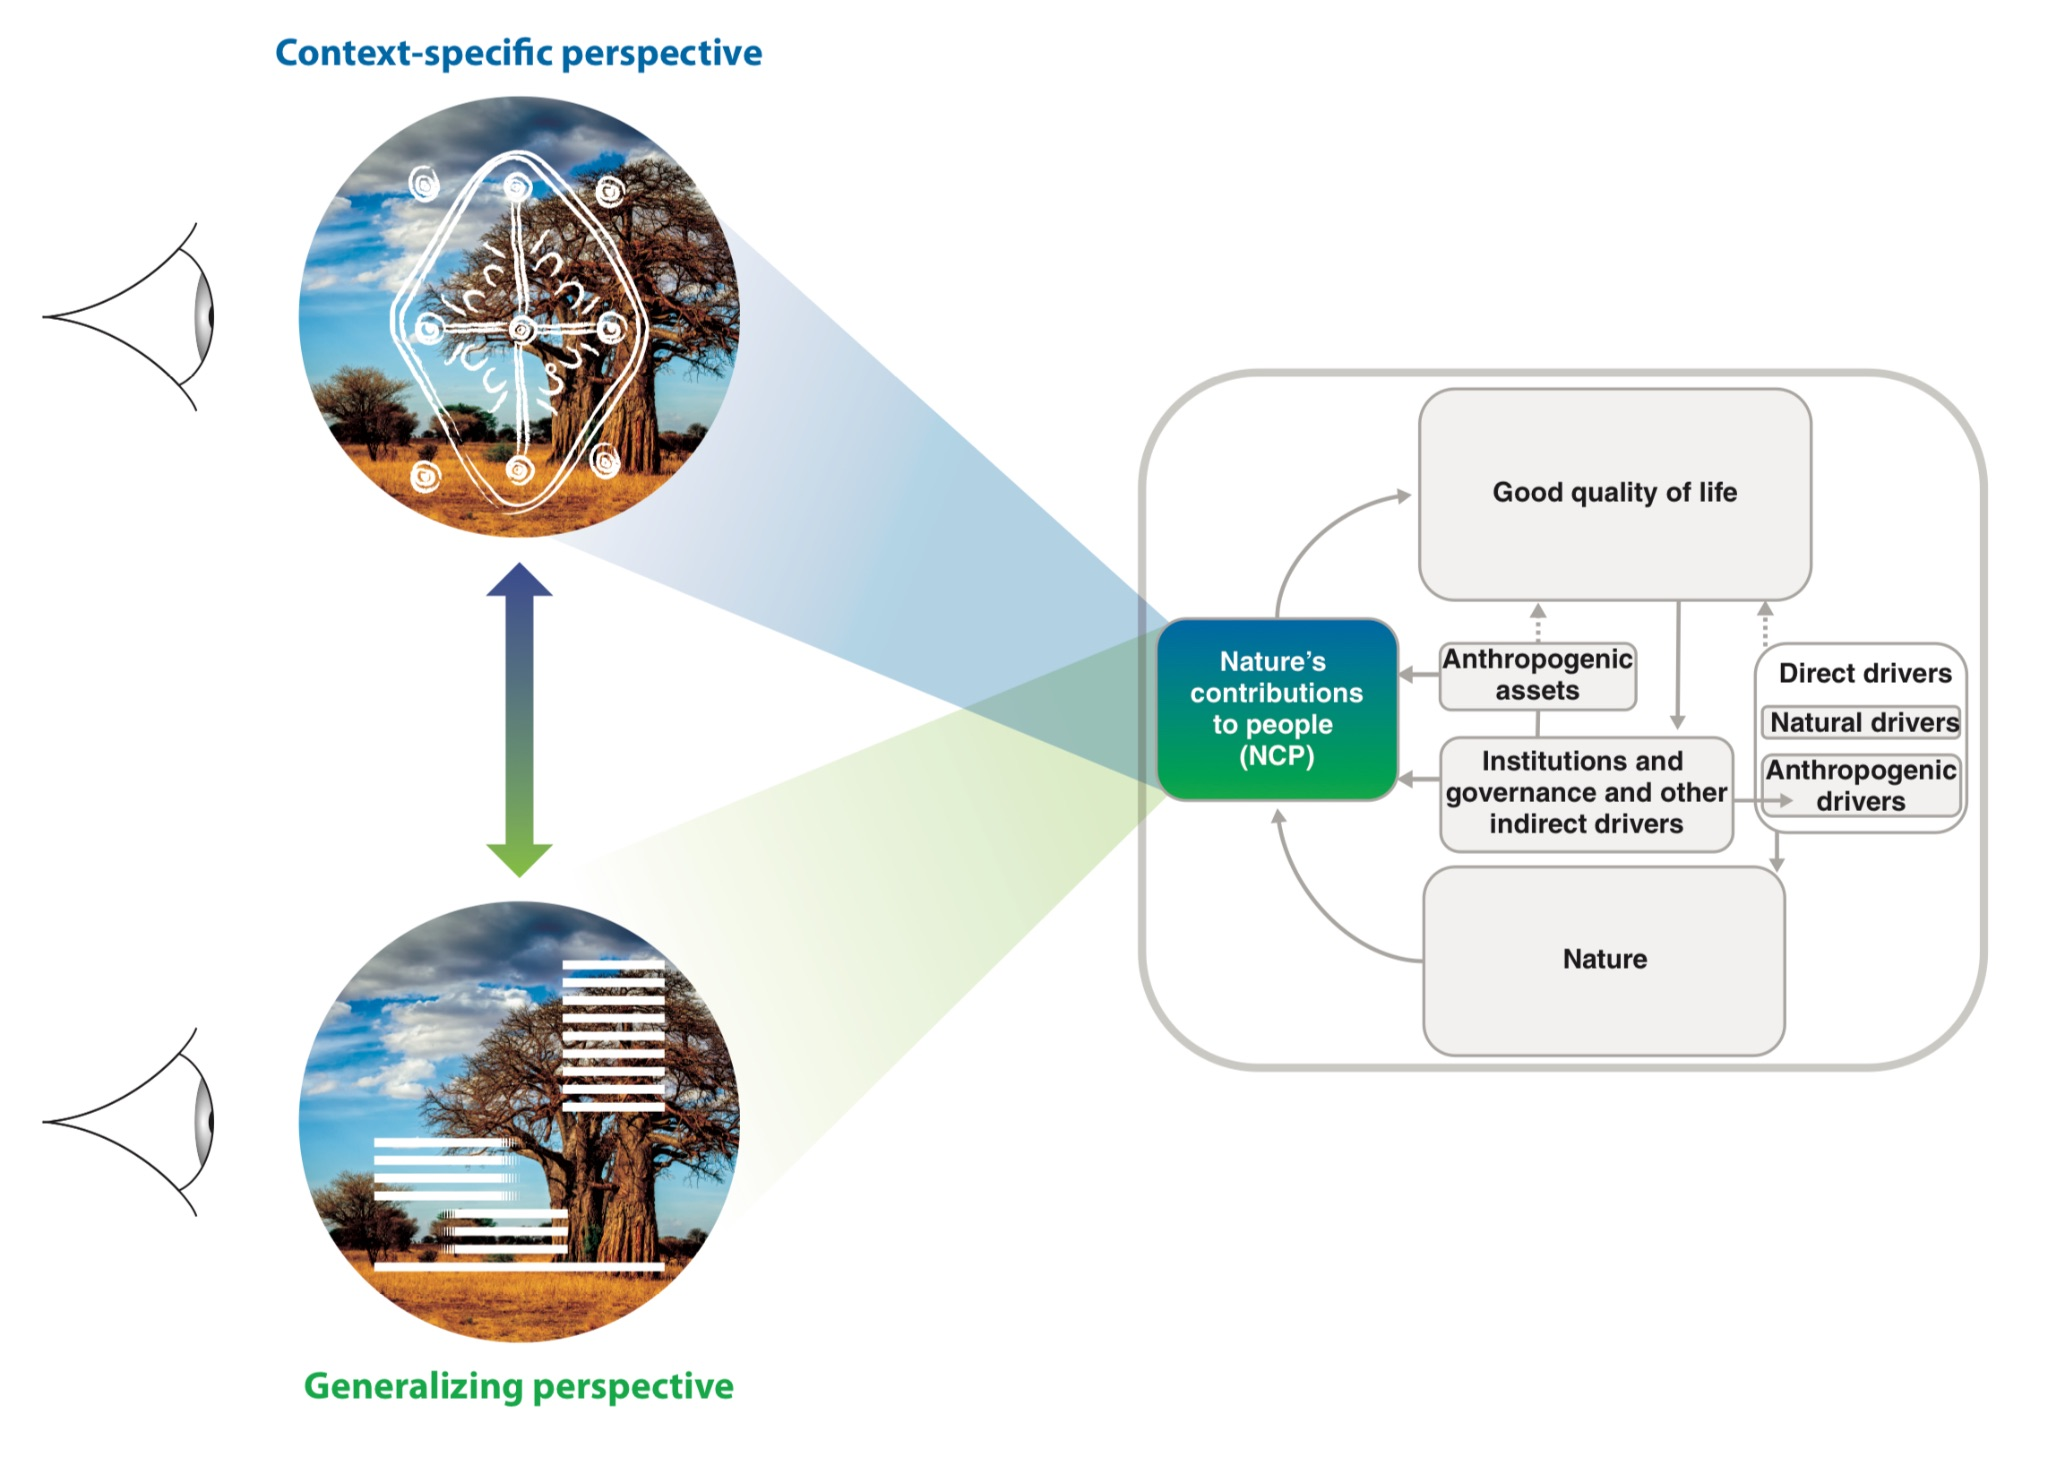 Context-specific perspective
Good quality of life
Nature’s
contributions
to people
(NCP)
Anthropogenic
assets
Direct drivers
Natural drivers
Anthropogenic
drivers
Institutions and
governance and other
indirect drivers
Nature
Generalizing perspective